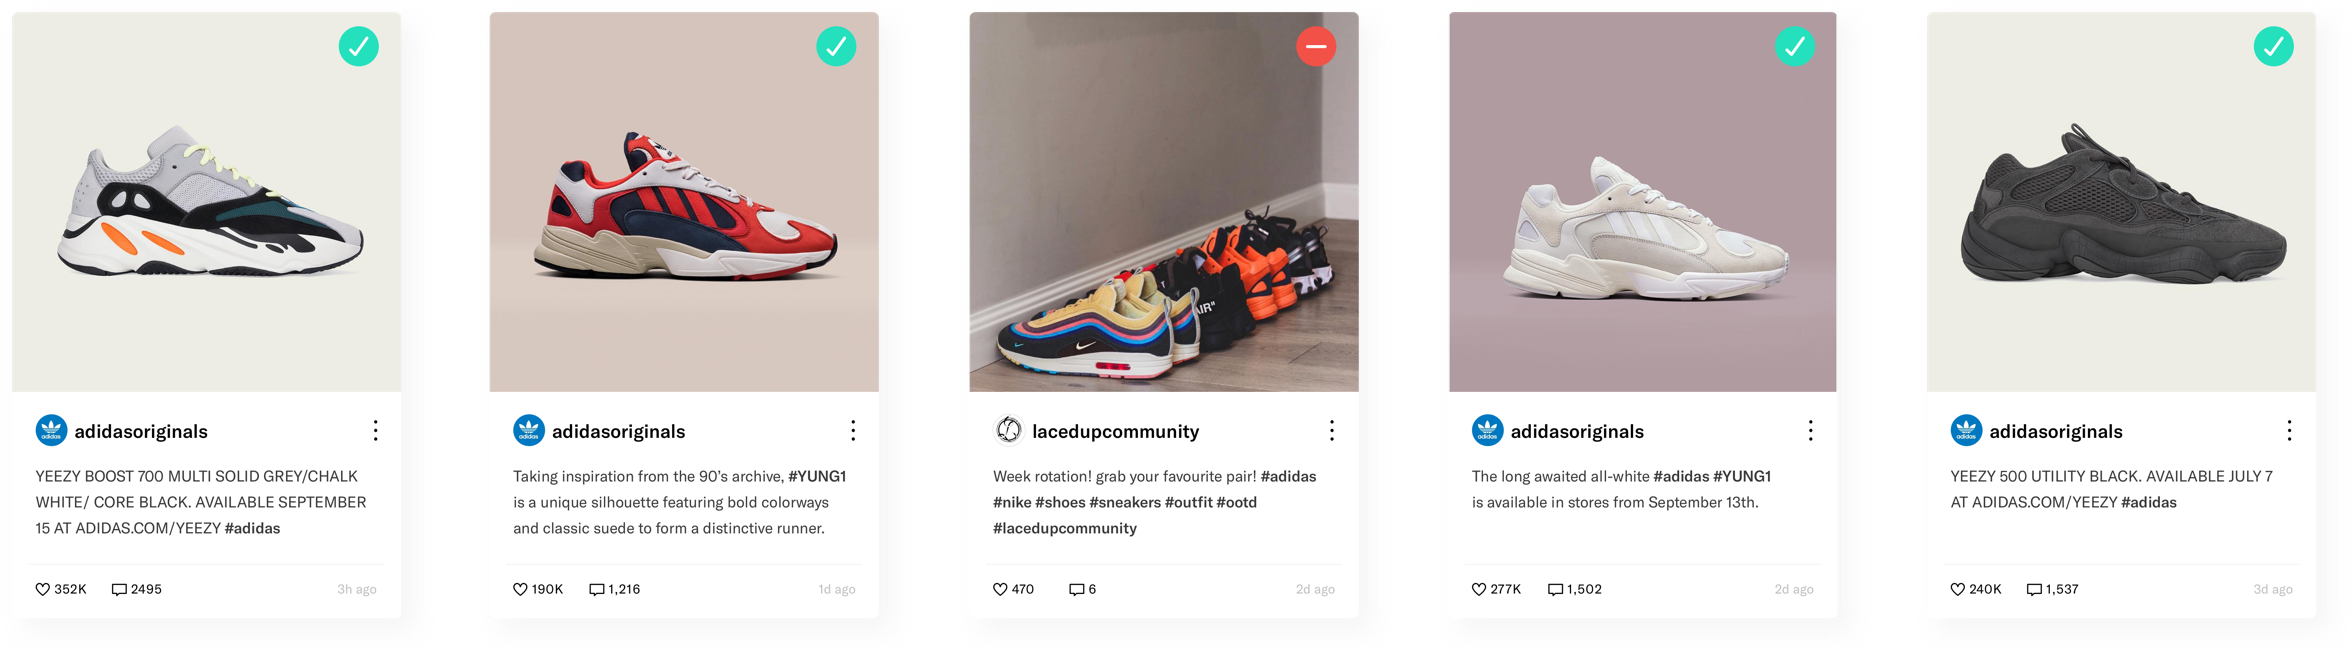 adidas
adidasoriginals
YEEZY BOOST 700 MULTI SOLID GREY/CHALK
WHITE/ CORE BLACK. AVAILABLE SEPTEMBER
15 AT ADIDAS.COM/YEEZY #adidas
352K 2495 3h ago
adidas
adidasoriginals
Taking inspiration from the 90’s archive, #YUNG1
is a unique silhouette featuring bold colorways
and classic suede to form a distinctive runner.
190K 1,216 1d ago
AIR"
lacedupcommunity
Week rotation! grab your favourite pair! #adidas
#nike #shoes #sneakers #outfit #ootd
#lacedupcommunity
470 6 2d ago
adidas
adidasoriginals
The long awaited all-white #adidas #YUNG1
is available in stores from September 13th.
277K 1,502 2d ago
adidas
adidasoriginals
YEEZY 500 UTILITY BLACK. AVAILABLE JULY 7
AT ADIDAS.COM/YEEZY #adidas
240K 1,537 3d ago